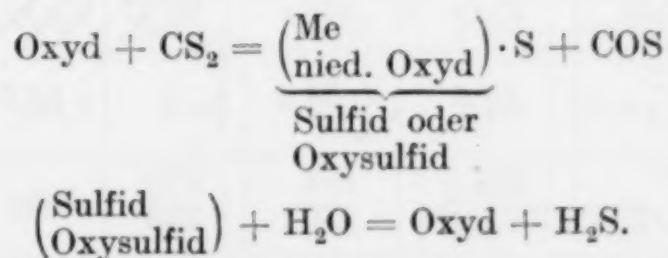 Oxyd + CS₂ = (Me
nied. Oxyd) · S + COS
Sulfid oder
Oxysulfid
(Sulfid
Oxysulfid) + H₂O = Oxyd + H₂S.